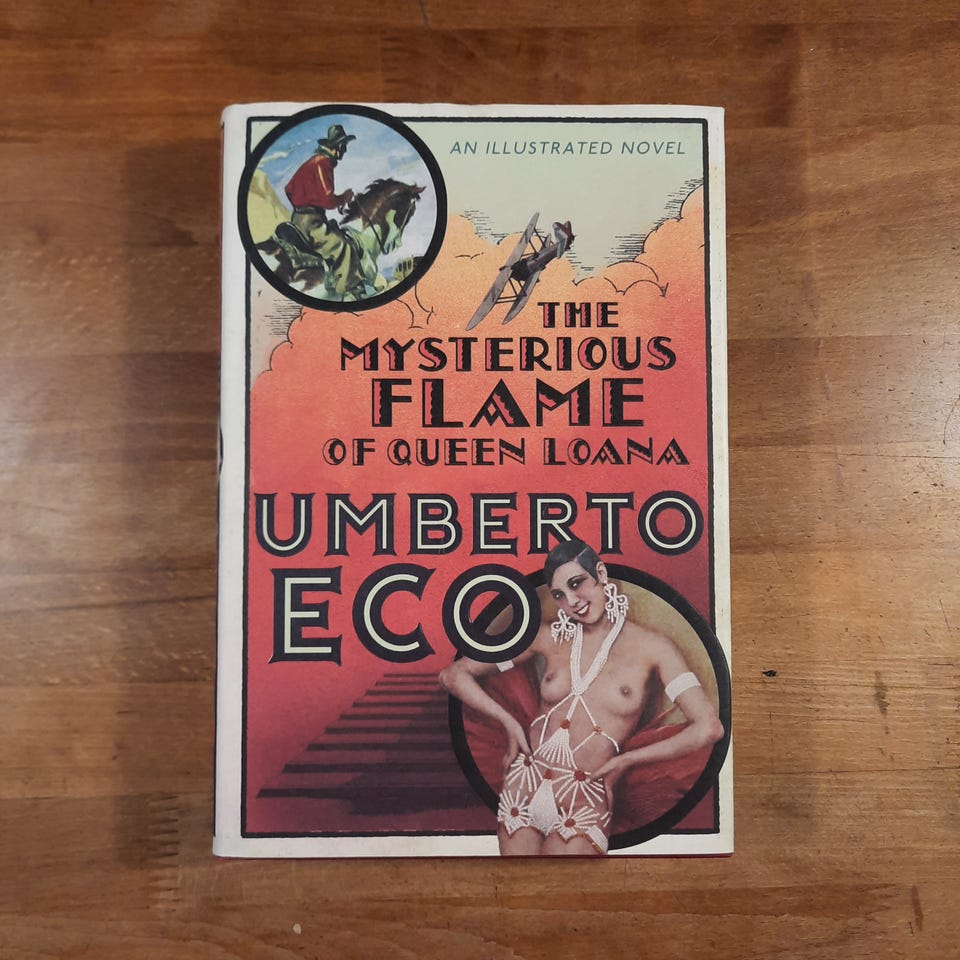 AN ILLUSTRATED NOVEL
THE
MYSTERIOUS
FLAME
OF QUEEN LOANA
UMBERTO
ECO